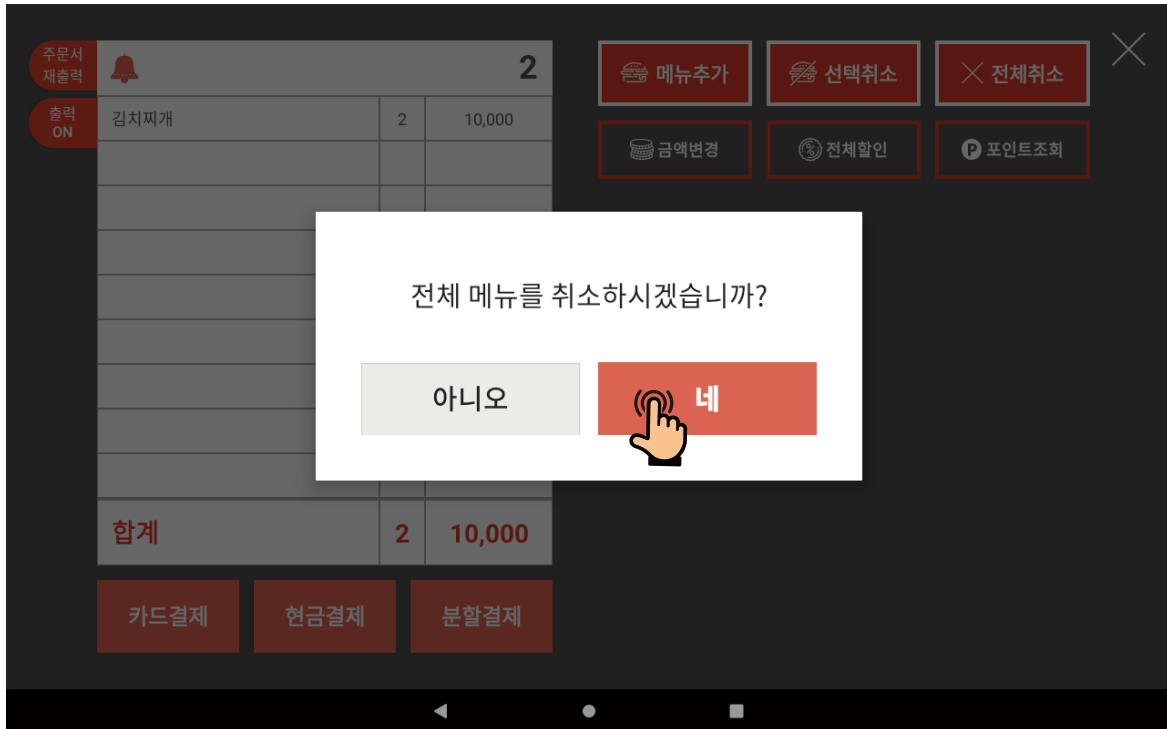 주문서
재출력
출력
ON
2
김치찌개 2 10,000
합계 2 10,000
카드결제 현금결제 분할결제
메뉴추가 선택취소 전체취소
금액변경 전체할인 P 포인트조회
전체 메뉴를 취소하시겠습니까?
아니오 네